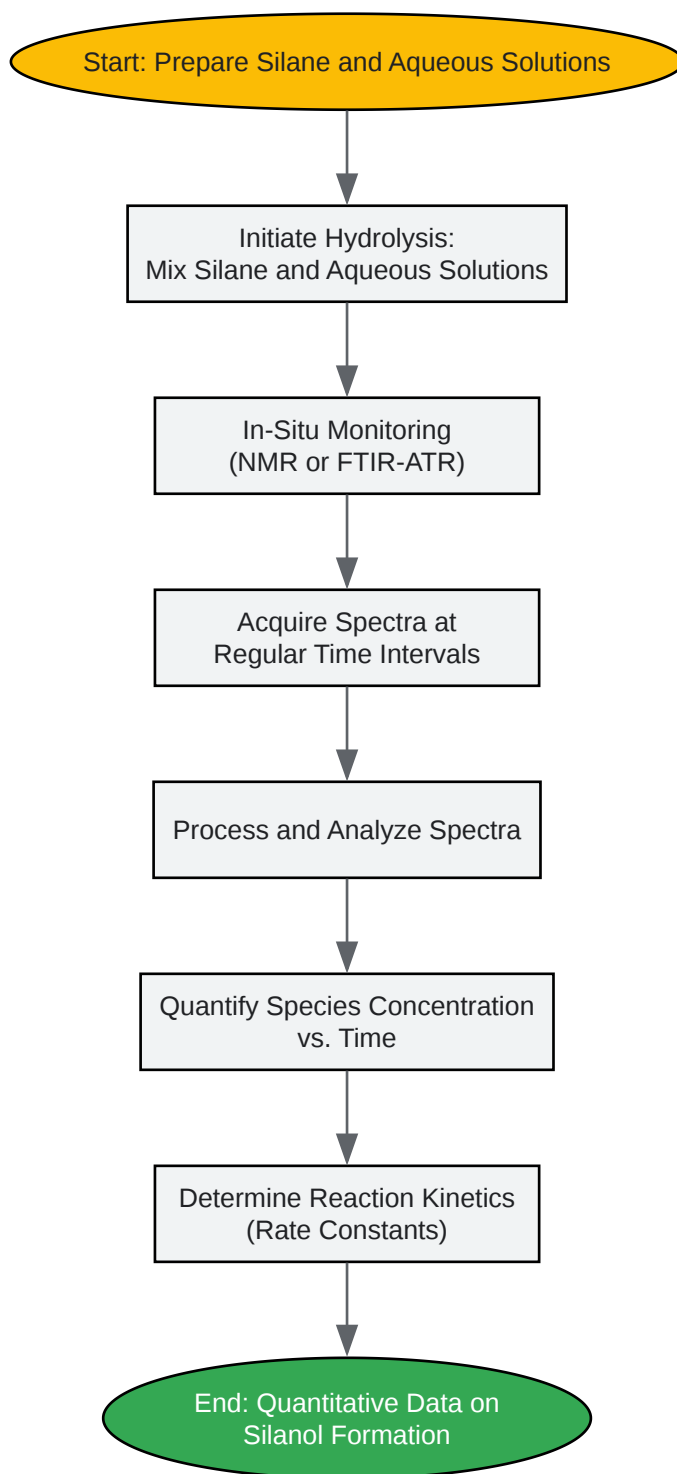 Start: Prepare Silane and Aqueous Solutions
Initiate Hydrolysis:
Mix Silane and Aqueous Solutions
In-Situ Monitoring
(NMR or FTIR-ATR)
Acquire Spectra at
Regular Time Intervals
Process and Analyze Spectra
Quantify Species Concentration
vs. Time
Determine Reaction Kinetics
(Rate Constants)
End: Quantitative Data on
Silanol Formation